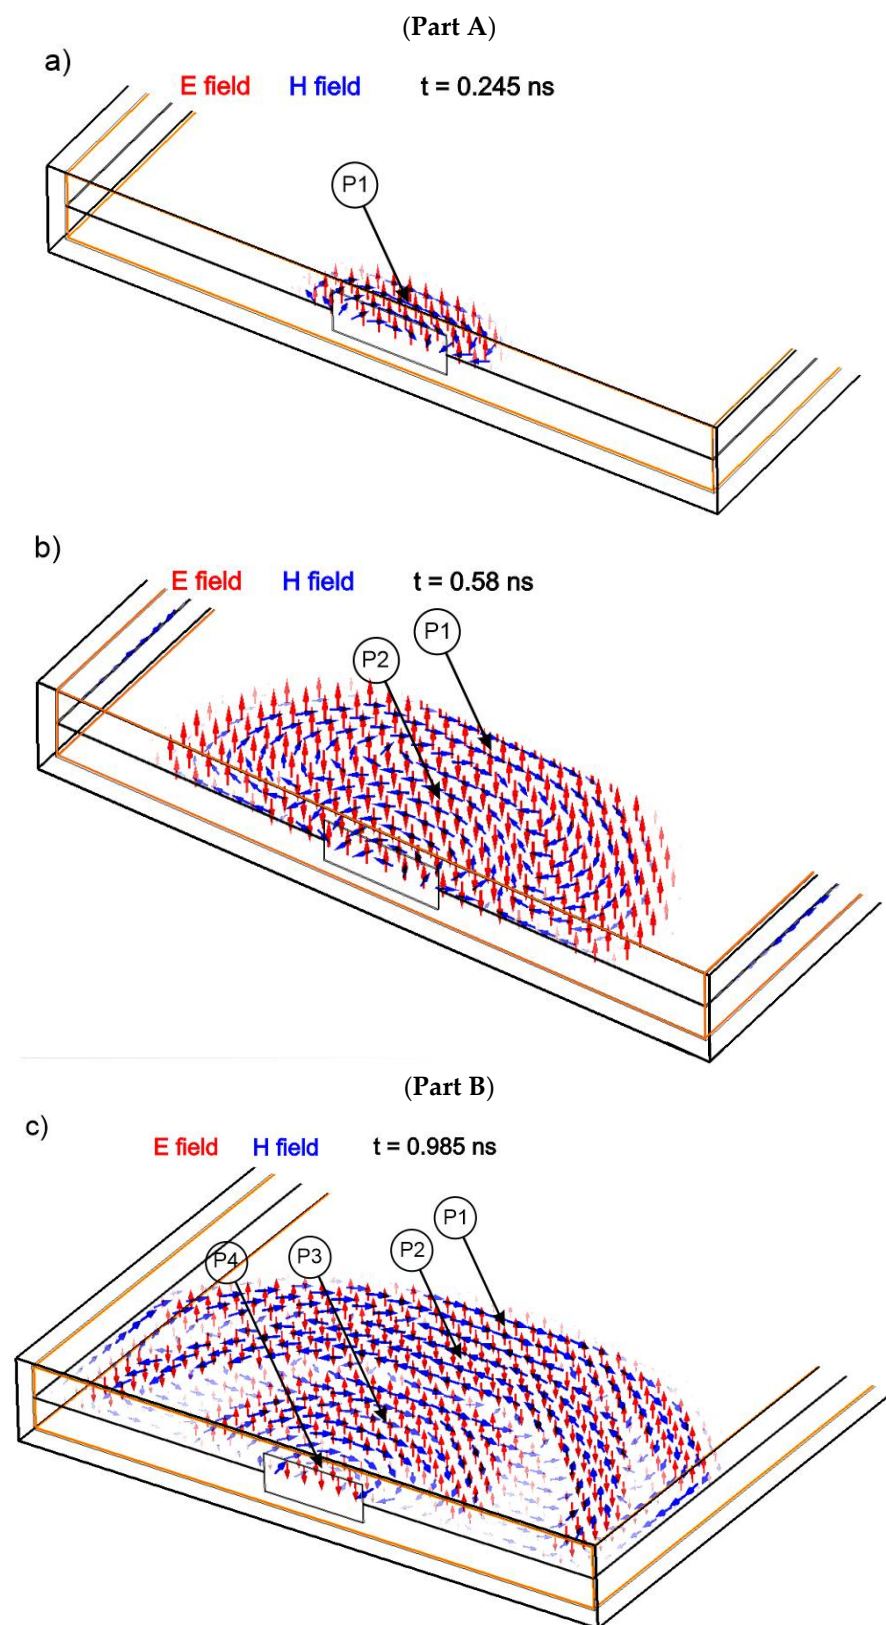 (Part A)
a)
E field H field t = 0.245 ns
P1
b)
E field H field t = 0.58 ns
P1
P2
(Part B)
c)
E field H field t = 0.985 ns
P1
P2
P3
P4